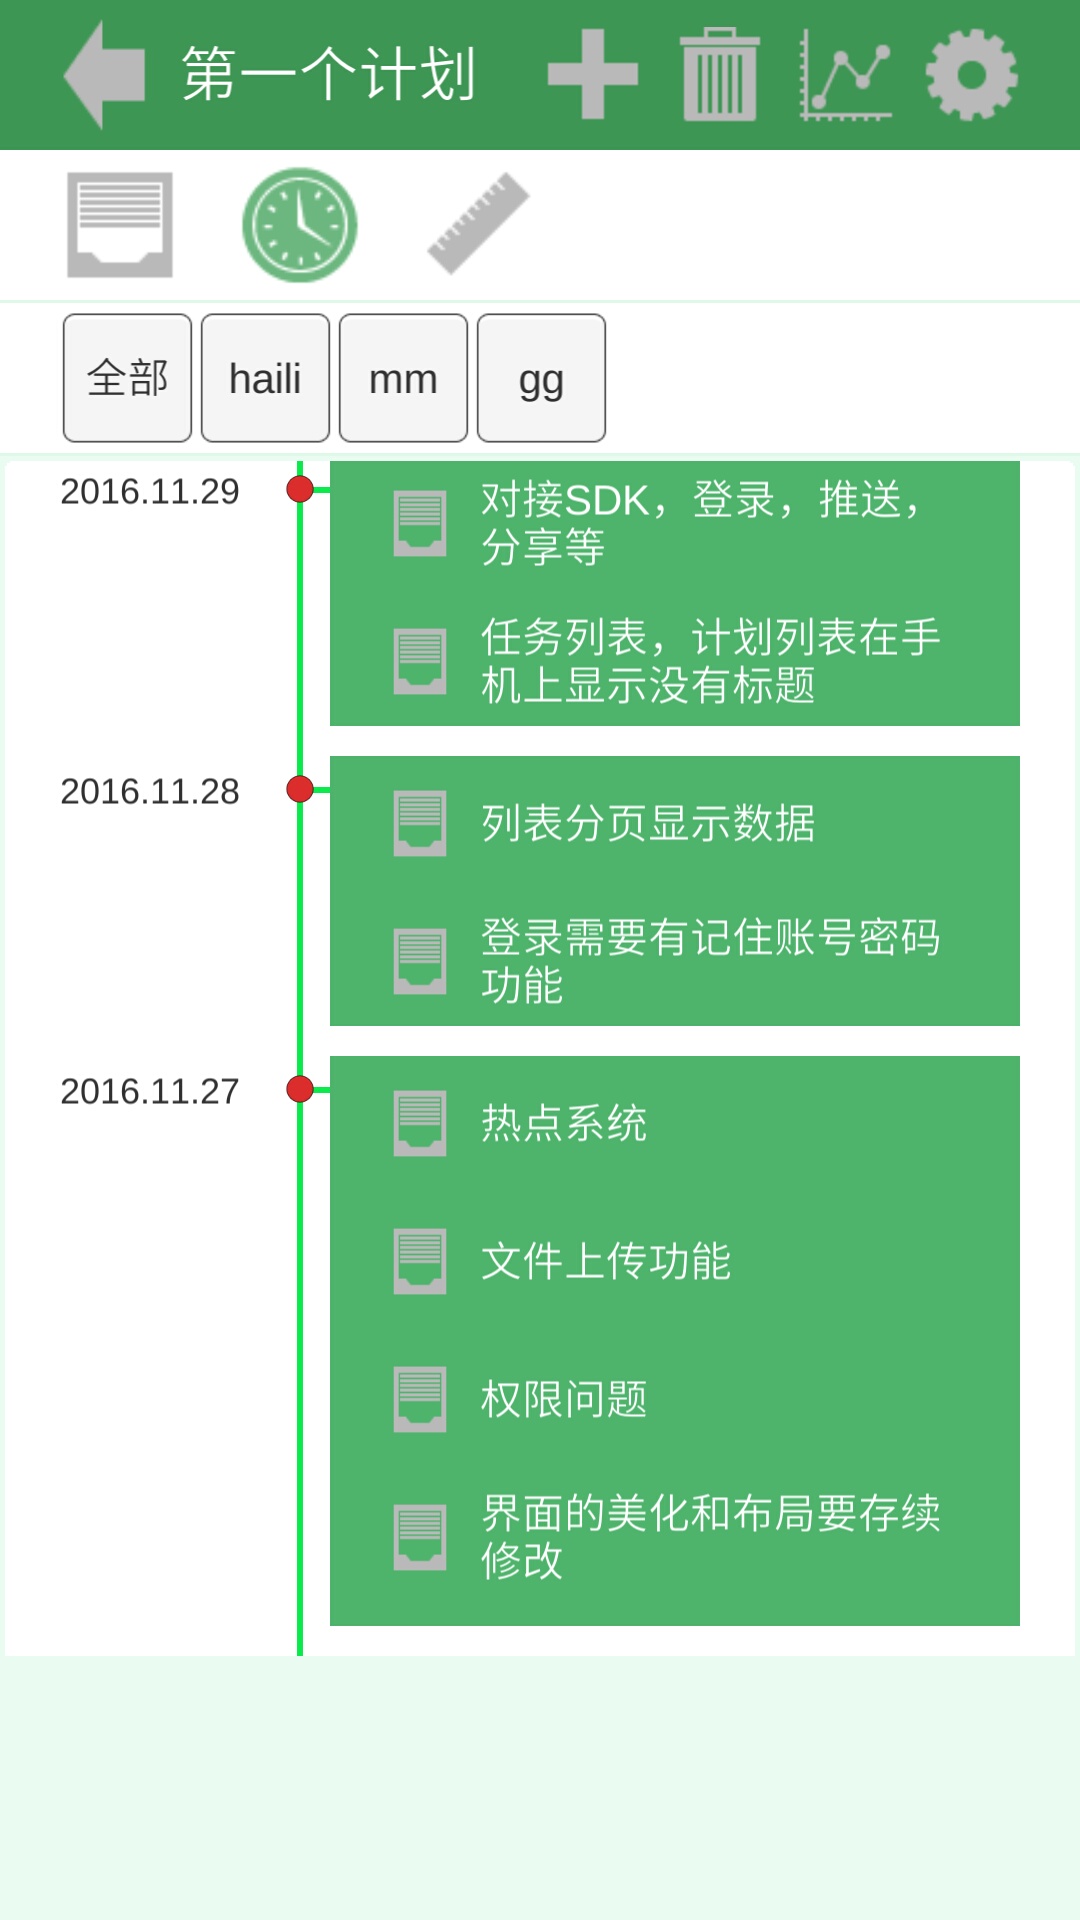 第一个计划
全部
haili
mm
gg
2016.11.29
对接SDK，登录，推送，
分享等
任务列表，计划列表在手
机上显示没有标题
2016.11.28
列表分页显示数据
登录需要有记住账号密码
功能
2016.11.27
热点系统
文件上传功能
权限问题
界面的美化和布局要存续
修改